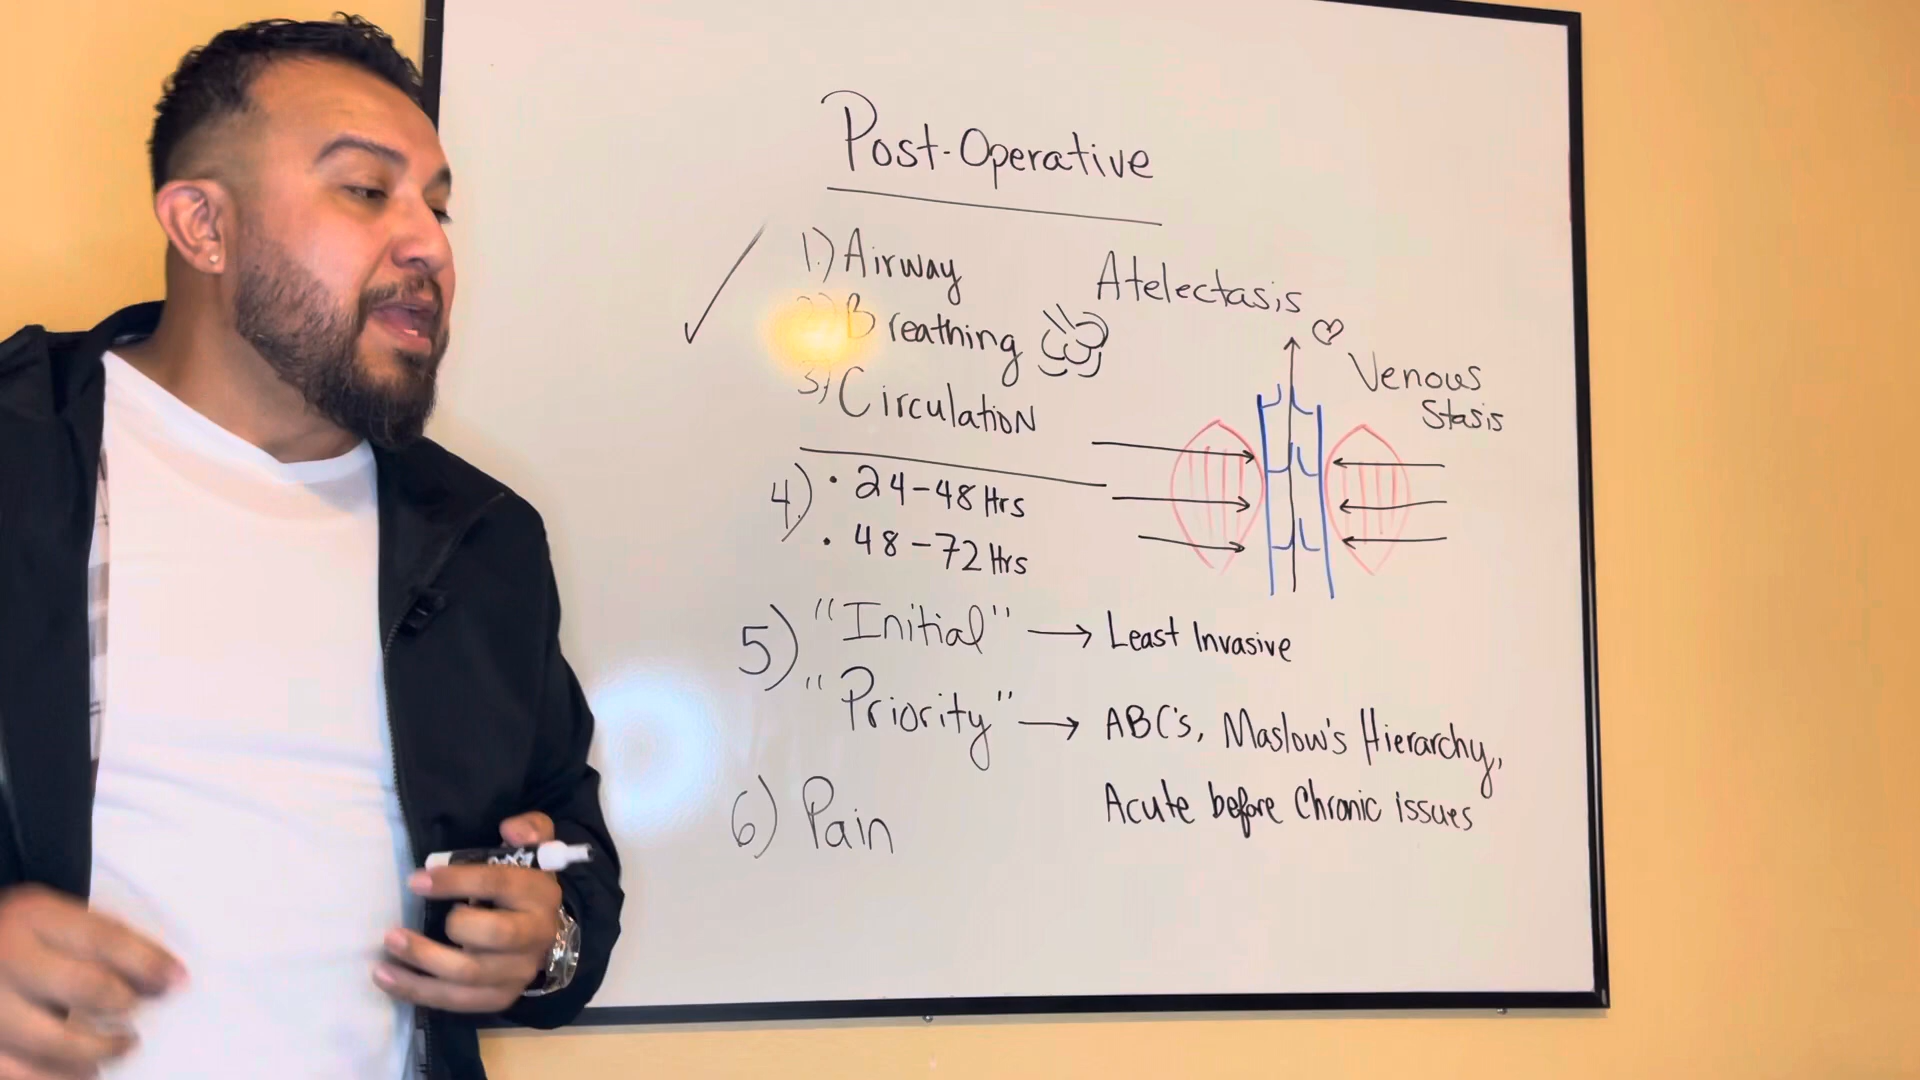 Post-Operative
1.) Airway
Atelectasis
2.) Breathing
3) Circulation
Venous
Stasis
4.) • 24-48 Hrs
• 48-72 Hrs
5) "Initial" → Least Invasive
"Priority" → ABC's, Maslow's Hierarchy,
Acute before Chronic issues
6) Pain